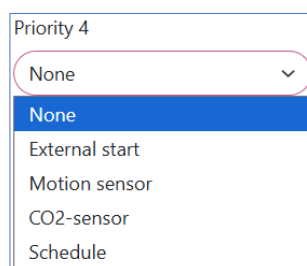 Priority 4
None
None
External start
Motion sensor
CO2-sensor
Schedule